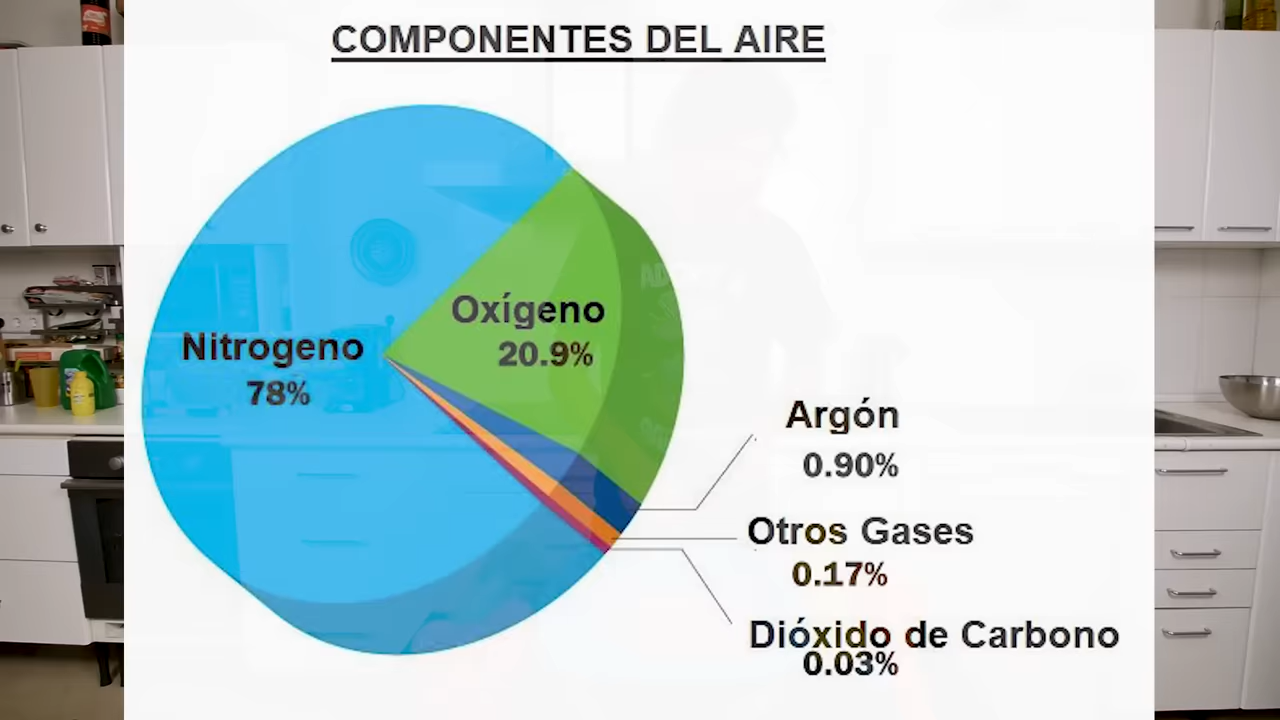 COMPONENTES DEL AIRE
Oxígeno
20.9%
Nitrogeno
78%
Argón
0.90%
Otros Gases
0.17%
Dióxido de Carbono
0.03%